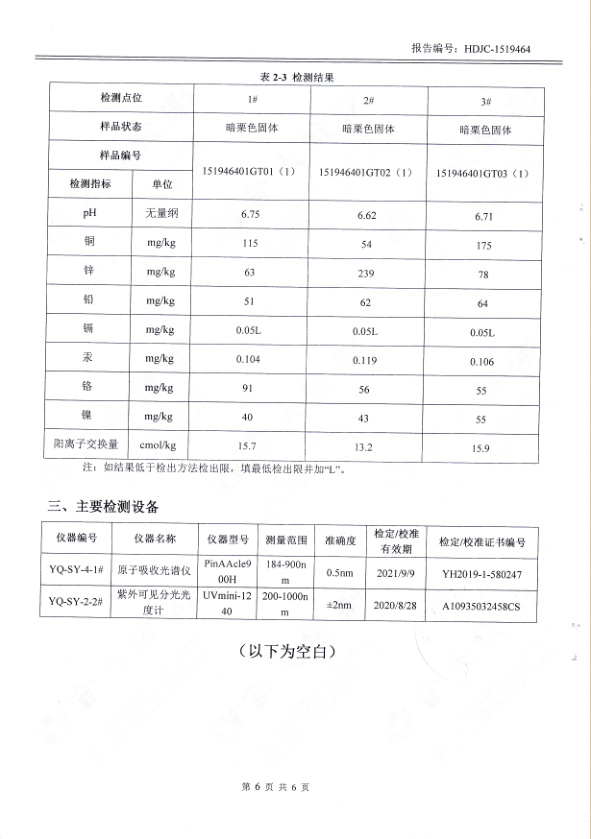 报告编号：HDJC-1519464
表 2-3 检测结果
检测点位 1# 2# 3#
样品状态 暗栗色固体 暗栗色固体 暗栗色固体
样品编号 151946401GT01（1） 151946401GT02（1） 151946401GT03（1）
检测指标 单位
pH 无量纲 6.75 6.62 6.71
铜 mg/kg 115 54 175
锌 mg/kg 63 239 78
铅 mg/kg 51 62 64
镉 mg/kg 0.05L 0.05L 0.05L
汞 mg/kg 0.104 0.119 0.106
铬 mg/kg 91 56 55
镍 mg/kg 40 43 55
阳离子交换量 cmol/kg 15.7 13.2 15.9
注：如结果低于检出方法检出限，填最低检出限并加“L”。
三、主要检测设备
仪器编号 仪器名称 仪器型号 测量范围 准确度 检定/校准有效期 检定/校准证书编号
YQ-SY-4-1# 原子吸收光谱仪 PinAAcle900H 184-900nm 0.5nm 2021/9/9 YH2019-1-580247
YQ-SY-2-2# 紫外可见分光光度计 UVmini-1240 200-1000nm ±2nm 2020/8/28 A10935032458CS
（以下为空白）
第 6 页 共 6 页